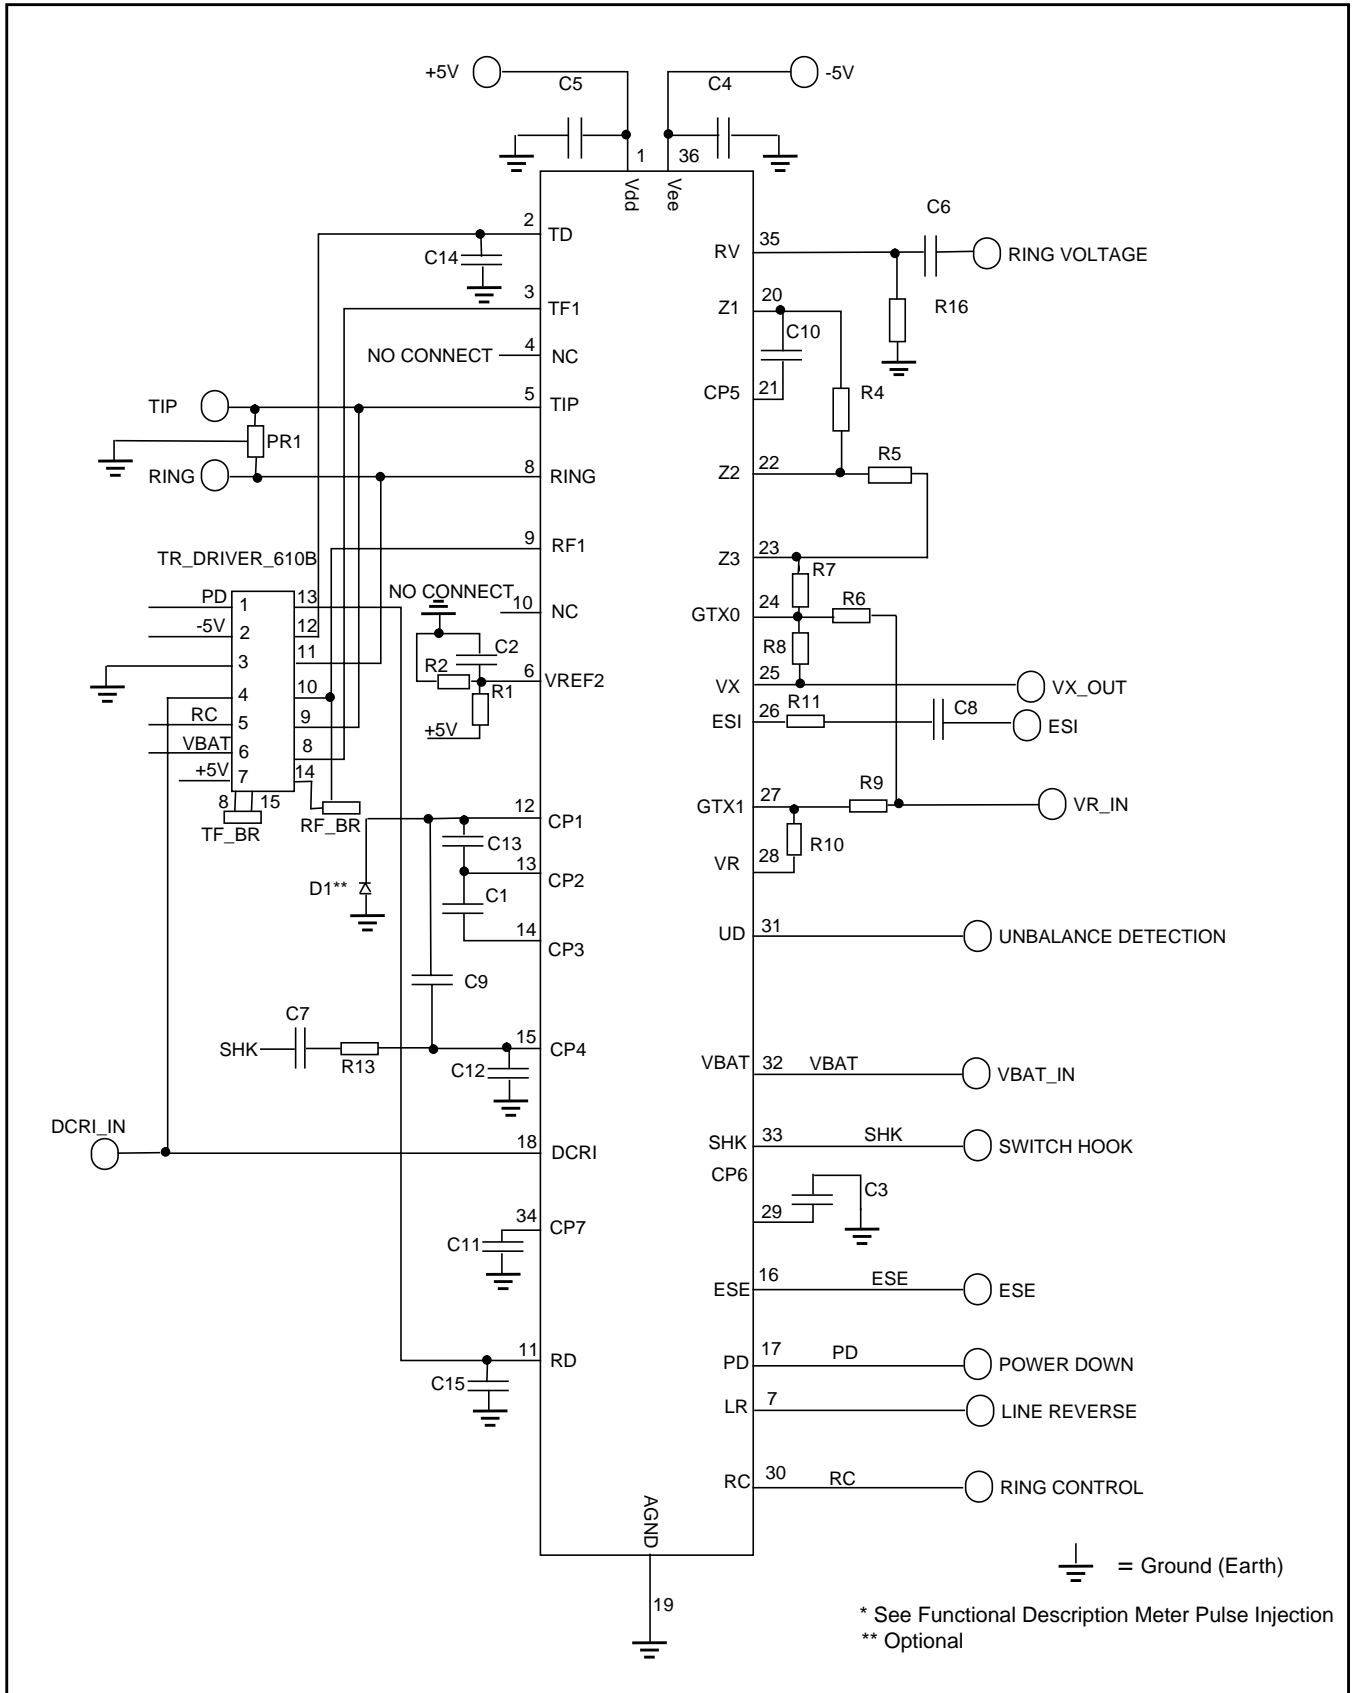 +5V
C5
C4
-5V
1
36
Vdd
Vee
2
TD
C14
3
TF1
NO CONNECT
4
NC
TIP
5
TIP
PR1
RING
8
RING
9
RF1
TR_DRIVER_610B
NO CONNECT
10
NC
PD
1
13
-5V
2
12
3
11
4
10
RC
5
9
VBAT
6
8
+5V
7
14
8
15
TF_BR
RF_BR
C2
R2
6
VREF2
R1
+5V
12
CP1
C13
13
CP2
D1**
C1
14
CP3
C9
C7
SHK
R13
15
CP4
C12
DCRI_IN
18
DCRI
34
CP7
C11
11
RD
C15
AGND
19
C6
RV
35
RING VOLTAGE
R16
Z1
20
C10
CP5
21
R4
Z2
22
R5
Z3
23
R7
GTX0
24
R6
R8
VX
25
VX_OUT
ESI
26
R11
C8
ESI
GTX1
27
R9
VR_IN
R10
VR
28
UD
31
UNBALANCE DETECTION
VBAT
32
VBAT
VBAT_IN
SHK
33
SHK
SWITCH HOOK
CP6
29
C3
ESE
16
ESE
ESE
PD
17
PD
POWER DOWN
LR
7
LINE REVERSE
RC
30
RC
RING CONTROL
= Ground (Earth)
* See Functional Description Meter Pulse Injection
** Optional